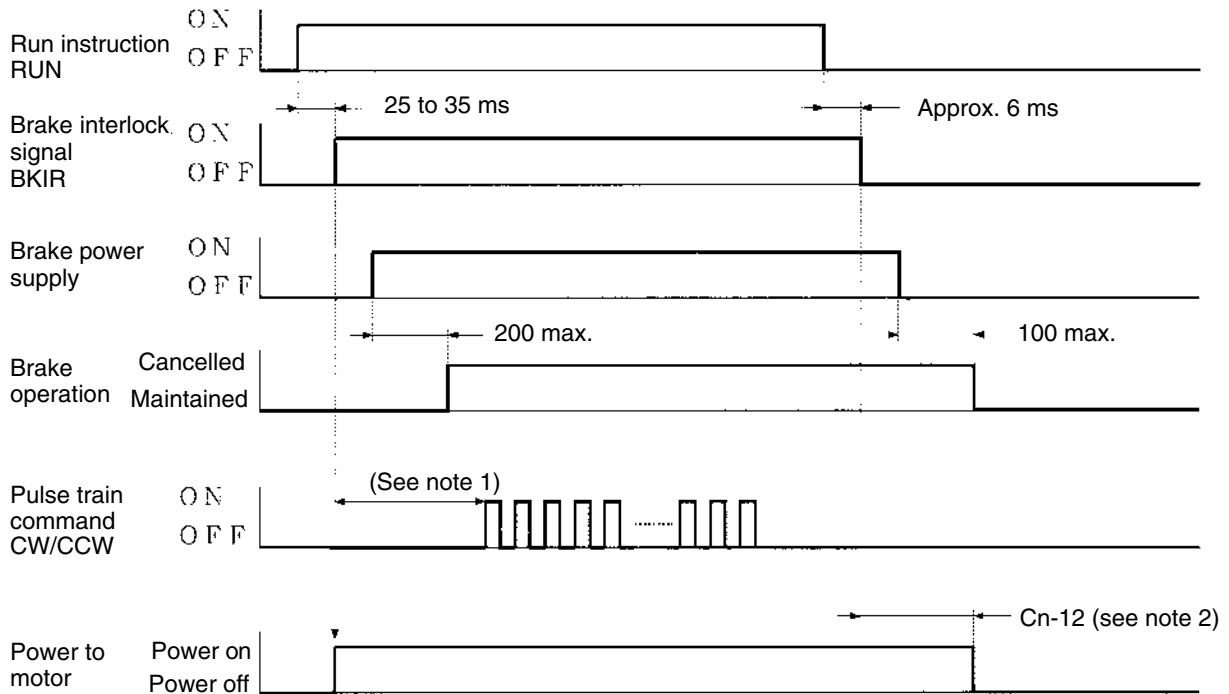 Run instruction
RUN
ON
OFF
25 to 35 ms
Approx. 6 ms
Brake interlock
signal
BKIR
ON
OFF
Brake power
supply
ON
OFF
200 max.
100 max.
Brake
operation
Cancelled
Maintained
(See note 1)
Pulse train
command
CW/CCW
ON
OFF
Cn-12 (see note 2)
Power to
motor
Power on
Power off